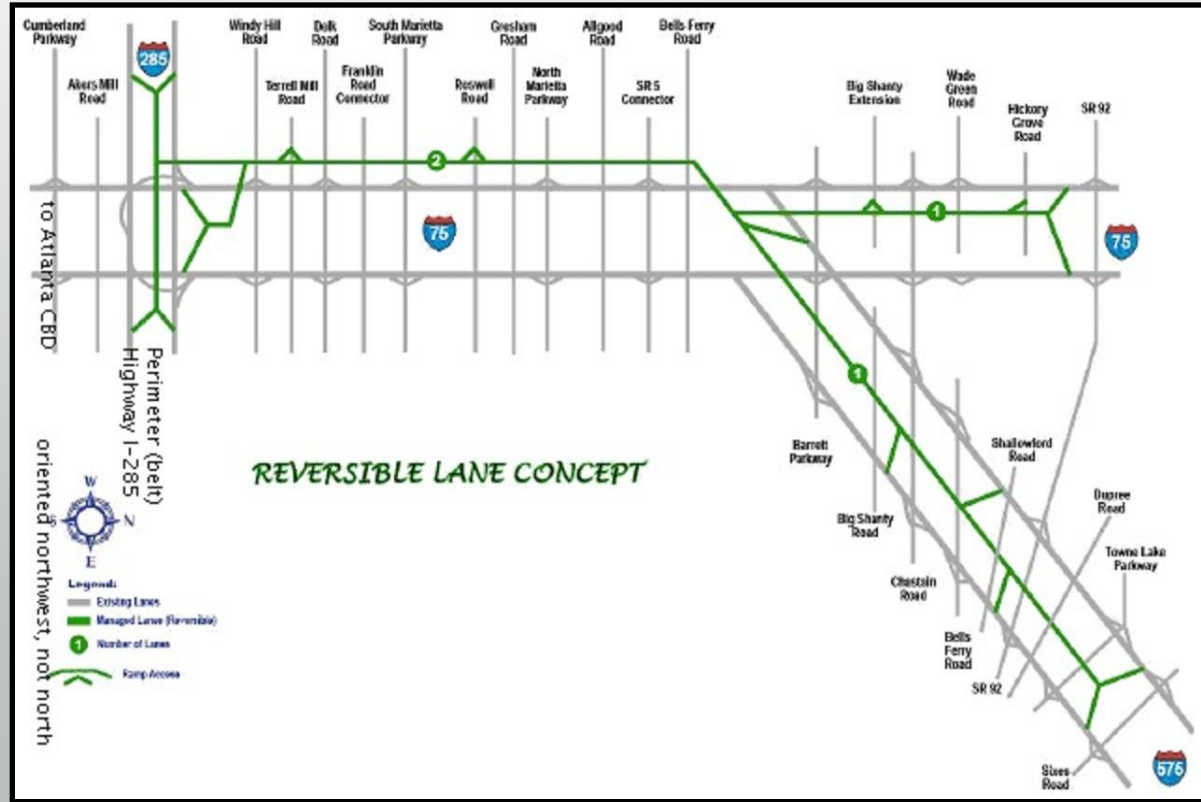 Cumberland
Parkway
285
Akers Mill
Road
Windy Hill
Road
Delk
Road
South Marietta
Parkway
Gresham
Road
Allgood
Road
Bells Ferry
Road
Terrell Mill
Road
Franklin
Road
Connector
Roswell
Road
North
Marietta
Parkway
SR 5
Connector
Big Shanty
Extension
Wade
Green
Road
Hickory
Grove
Road
SR 92
2
1
75
75
to Atlanta CBD
Perimeter (belt)
Highway I-285
oriented northwest, not north
REVERSIBLE LANE CONCEPT
1
Barrett
Parkway
Big Shanty
Road
Chastain
Road
Bells
Ferry
Road
SR 92
Shallowford
Road
Dupree
Road
Towne Lake
Parkway
Sixes
Road
575
W
S
N
E
Legend:
Existing Lanes
Managed Lanes (Reversible)
1
Number of Lanes
Ramp Access